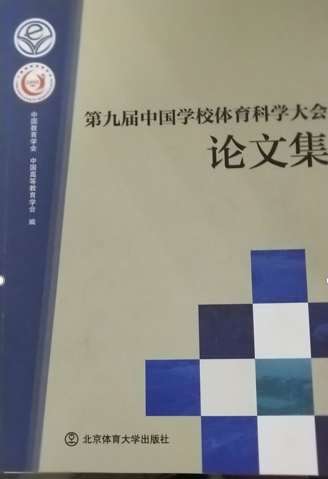 第九届中国学校体育科学大会
论文集
中国教育学会 中国高等教育学会 编
北京体育大学出版社